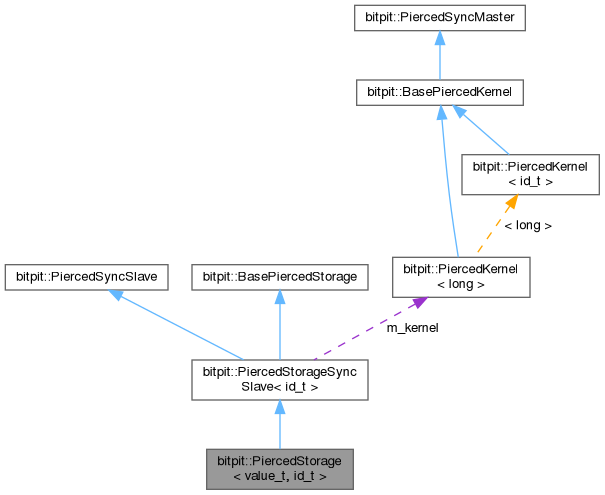 bitpit::PiercedSyncMaster
bitpit::BasePiercedKernel
bitpit::PiercedKernel
< id_t >
< long >
bitpit::PiercedKernel
< long >
bitpit::PiercedSyncSlave
bitpit::BasePiercedStorage
m_kernel
bitpit::PiercedStorageSync
Slave< id_t >
bitpit::PiercedStorage
< value_t, id_t >